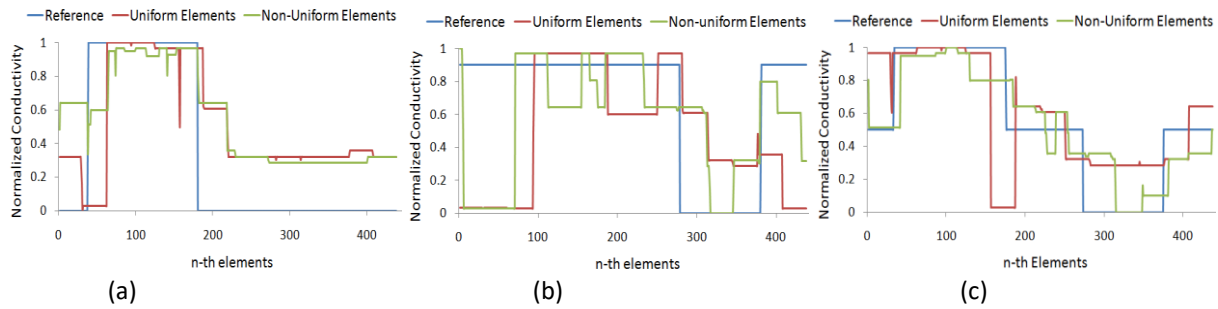 (a)
Reference Uniform Elements Non-Uniform Elements
Normalized Conductivity
1
0.8
0.6
0.4
0.2
0
0 100 200 300 400
n-th elements
Reference Uniform Elements Non-uniform Elements
Normalized Conductivity
1
0.8
0.6
0.4
0.2
0
0 100 200 300 400
n-th elements
(b)
(c)
Reference Uniform Elements Non-Uniform Elements
Normalized Conductivity
1
0.8
0.6
0.4
0.2
0
0 100 200 300 400
n-th Elements
(a)
(b)
(c)